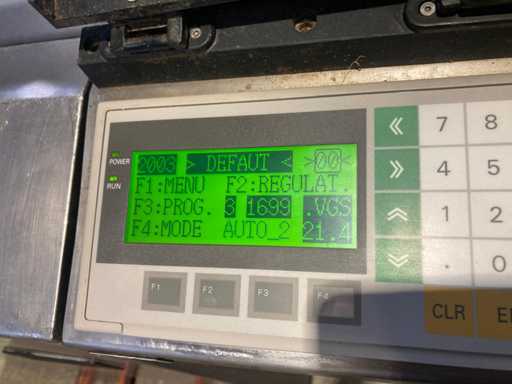 POWER
RUN
2003 > DEFAUT < >00<
F1:MENU F2:REGULAT.
F3:PROG. 3 1699 .VGS
F4:MODE AUTO_2 21.4
F1 F2 F3 F4
« 7 8
» 4 5
1 2
. 0
CLR